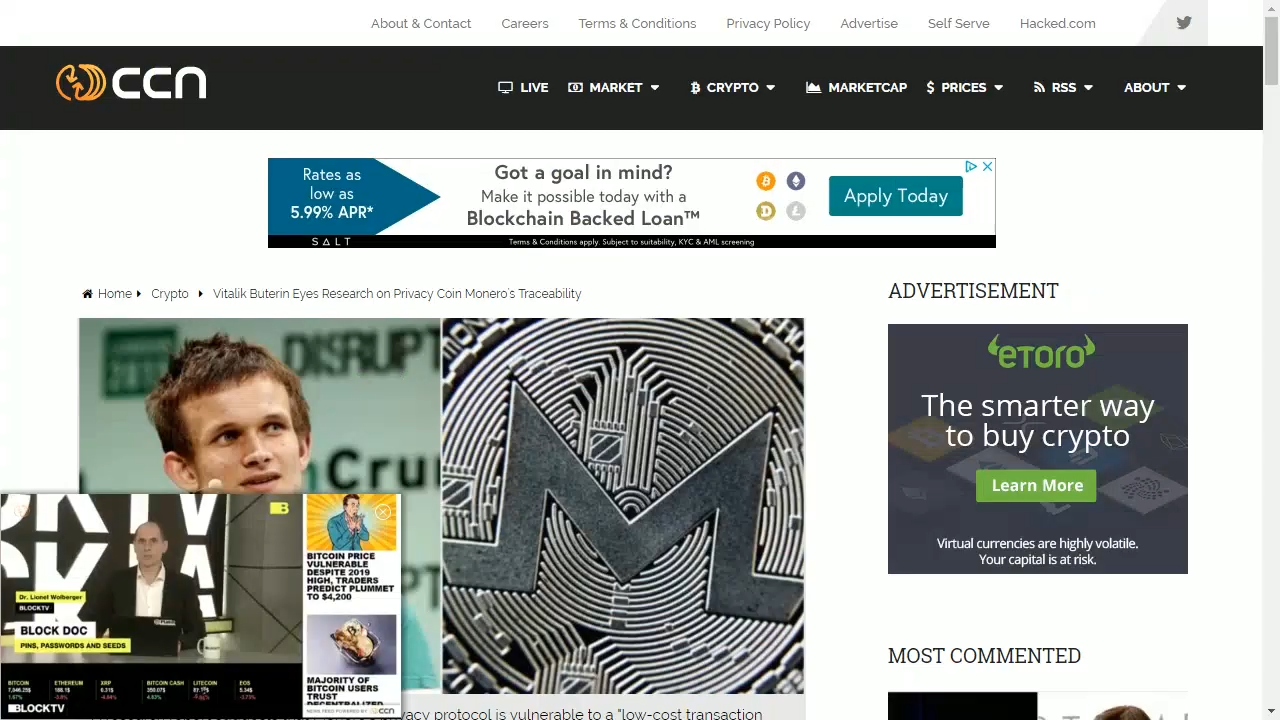 About & Contact Careers Terms & Conditions Privacy Policy Advertise Self Serve Hacked.com
ccn LIVE MARKET CRYPTO MARKETCAP PRICES RSS ABOUT
Rates as
low as
5.99% APR*
SALT
Got a goal in mind?
Make it possible today with a
Blockchain Backed Loan™
Apply Today
Terms & Conditions apply. Subject to suitability, KYC & AML screening
Home Crypto Vitalik Buterin Eyes Research on Privacy Coin Monero's Traceability
ADVERTISEMENT
DISRUPT
nCru
etoro
The smarter way
to buy crypto
Learn More
Virtual currencies are highly volatile.
Your capital is at risk.
Dr. Lionel Wolberger
BLOCKTV
BLOCK DOC
PINS, PASSWORDS AND SEEDS
BITCOIN ETHEREUM XRP BITCOIN CASH LITECOIN EOS
BLOCKTV
BITCOIN PRICE
VULNERABLE
DESPITE 2019
HIGH, TRADERS
PREDICT PLUMMET
TO $4,200
MAJORITY OF
BITCOIN USERS
TRUST
NEWS FEED POWERED BY CCN
MOST COMMENTED
protocol is vulnerable to a "low-cost transaction